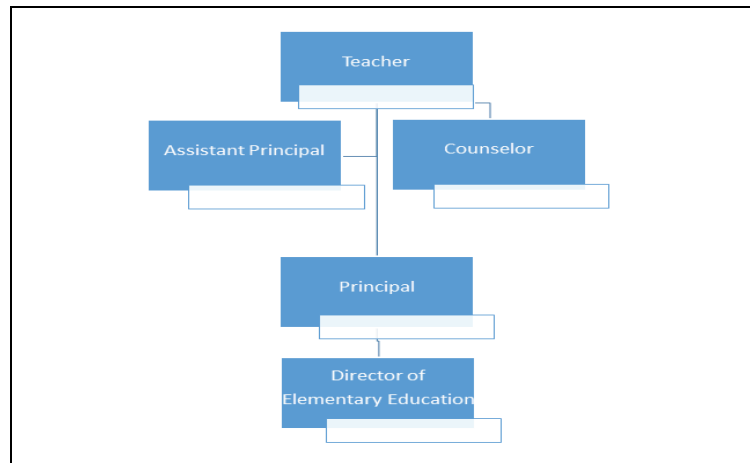 Teacher
Assistant Principal
Counselor
Principal
Director of
Elementary Education